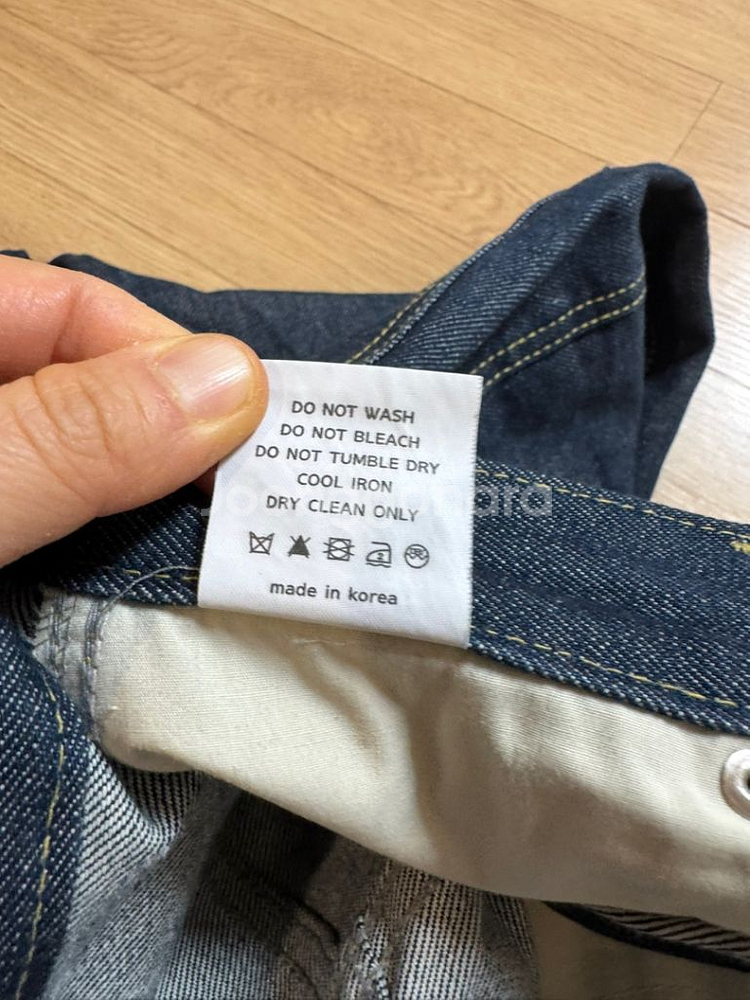 DO NOT WASH
DO NOT BLEACH
DO NOT TUMBLE DRY
COOL IRON
DRY CLEAN ONLY
made in korea